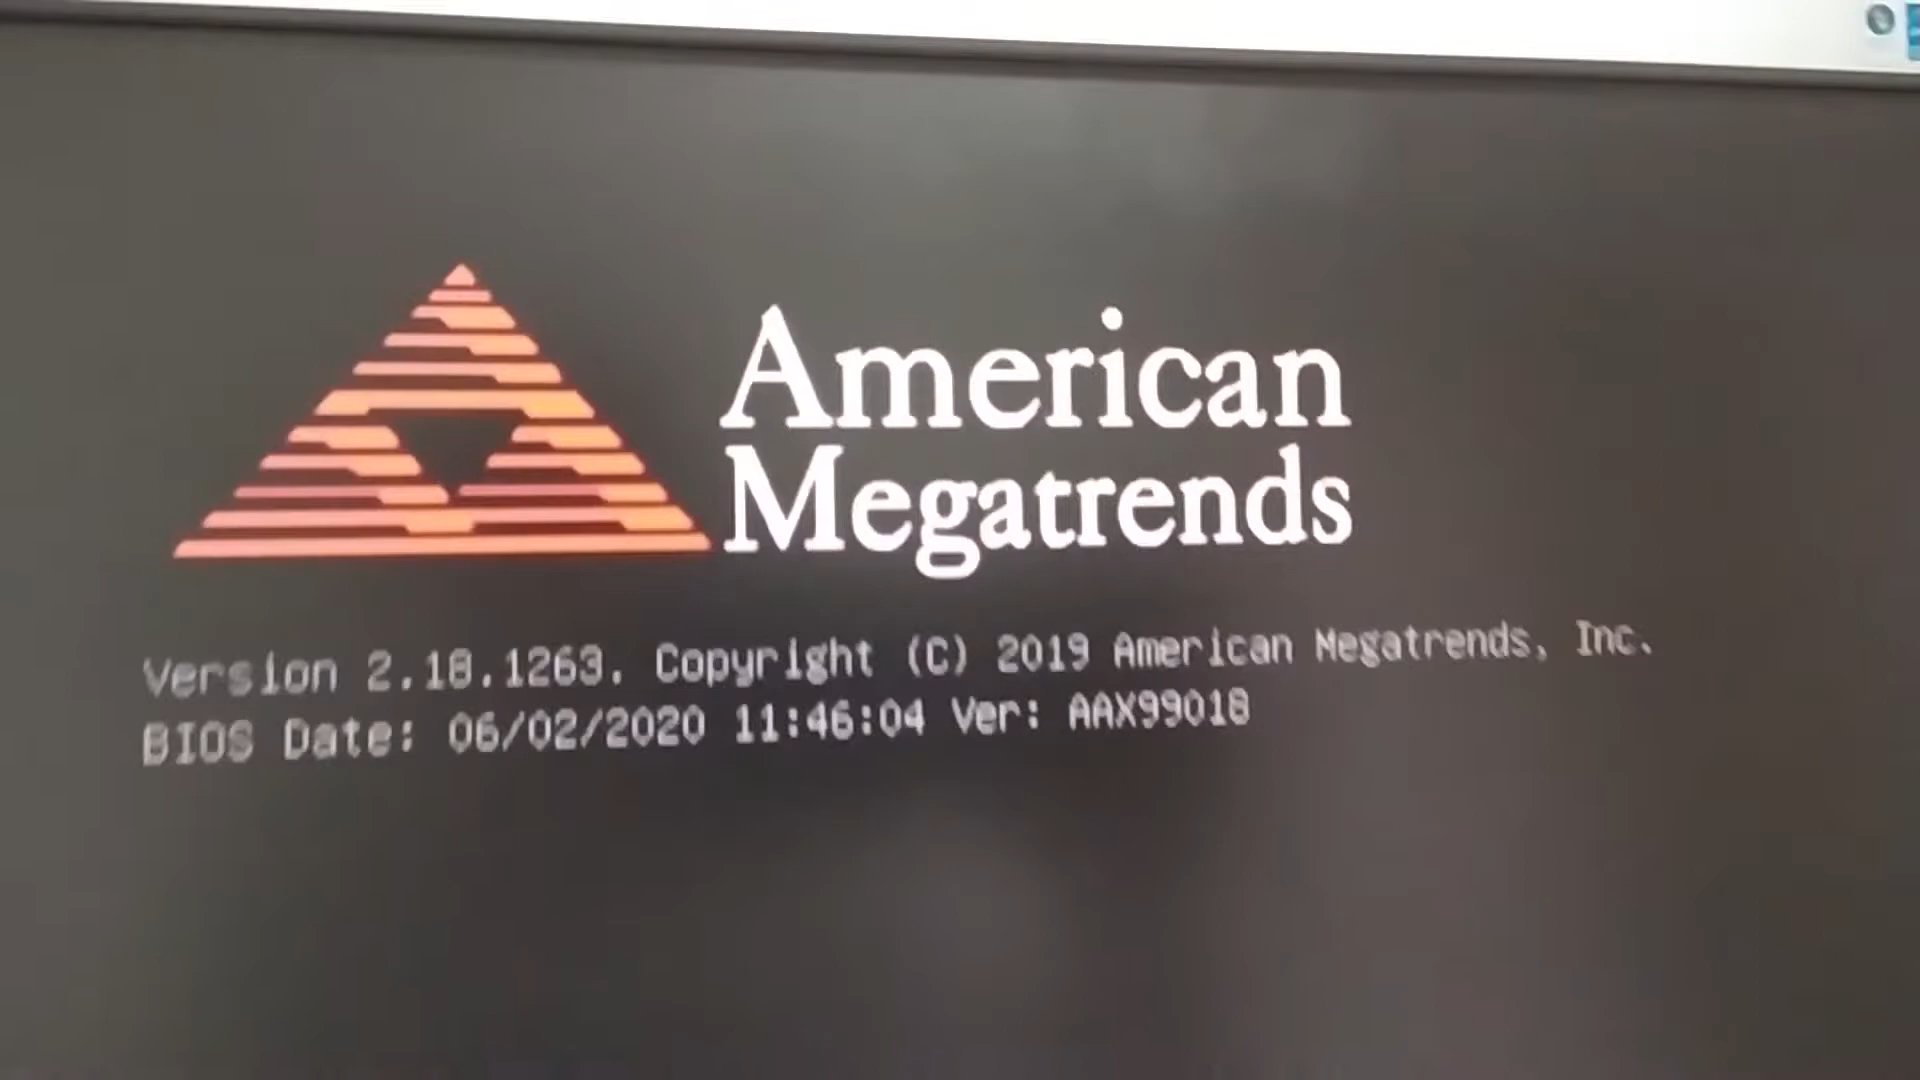 American
Megatrends
Version 2.18.1263. Copyright (C) 2019 American Megatrends, Inc.
BIOS Date: 06/02/2020 11:46:04 Ver: AAX99018